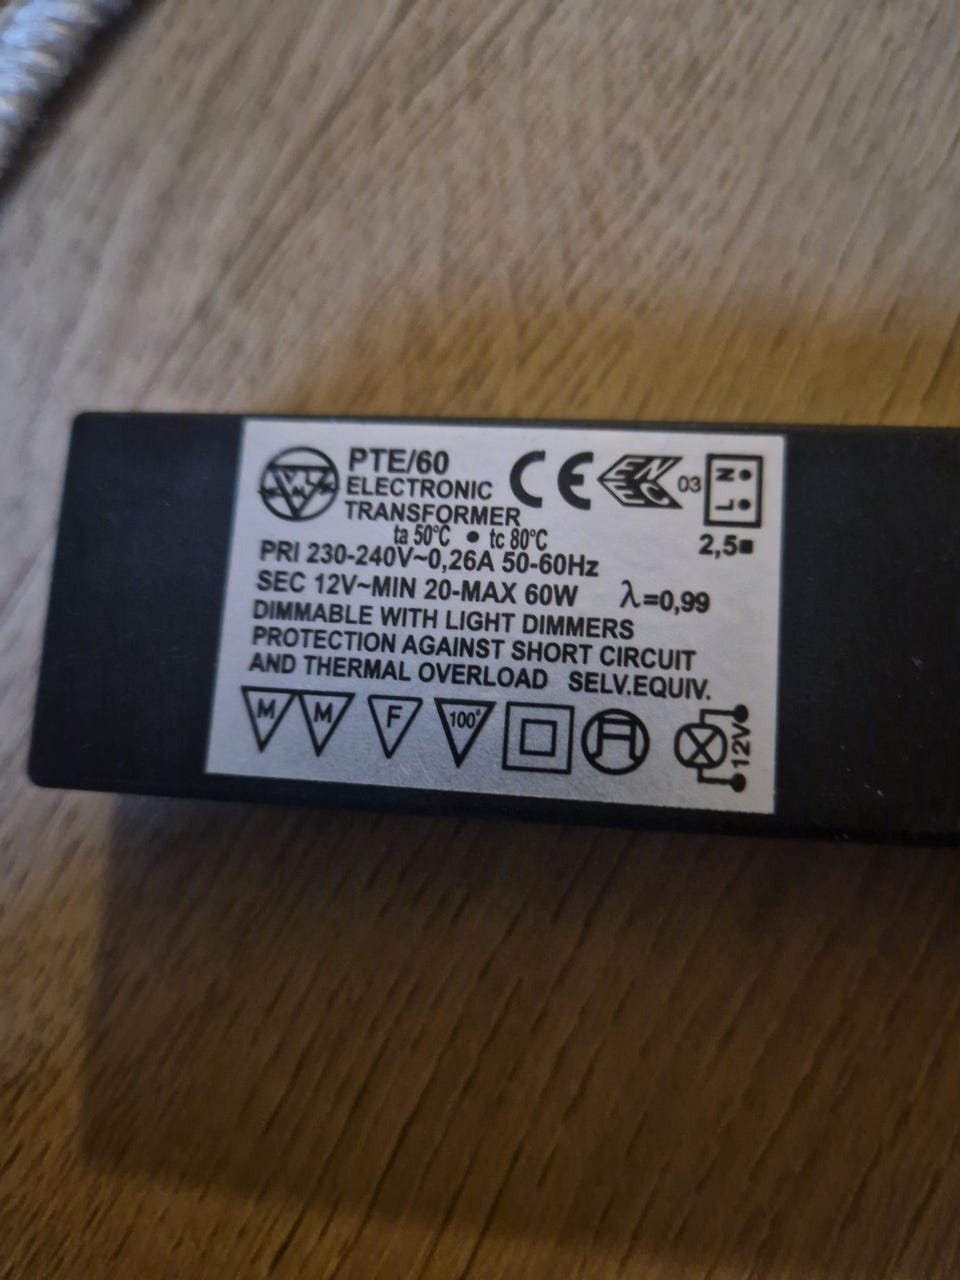 PTE/60
ELECTRONIC
TRANSFORMER
ta 50°C • tc 80°C
PRI 230-240V~0,26A 50-60Hz
SEC 12V~MIN 20-MAX 60W λ=0,99
DIMMABLE WITH LIGHT DIMMERS
PROTECTION AGAINST SHORT CIRCUIT
AND THERMAL OVERLOAD SELV.EQUIV.
CE
ENEC
03
L N
2,5■
M M F 100°
12V